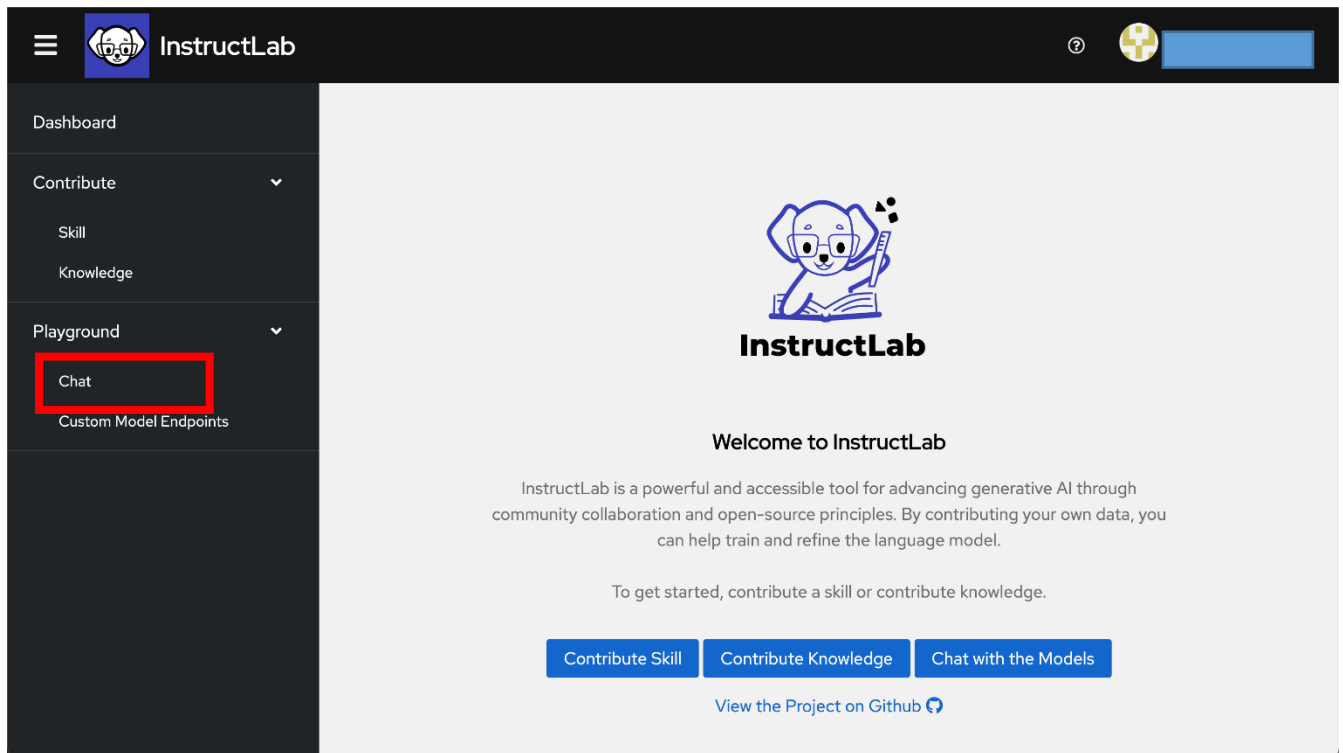 InstructLab
Dashboard
Contribute
Skill
Knowledge
Playground
Chat
Custom Model Endpoints
InstructLab
Welcome to InstructLab
InstructLab is a powerful and accessible tool for advancing generative AI through
community collaboration and open-source principles. By contributing your own data, you
can help train and refine the language model.
To get started, contribute a skill or contribute knowledge.
Contribute Skill
Contribute Knowledge
Chat with the Models
View the Project on Github